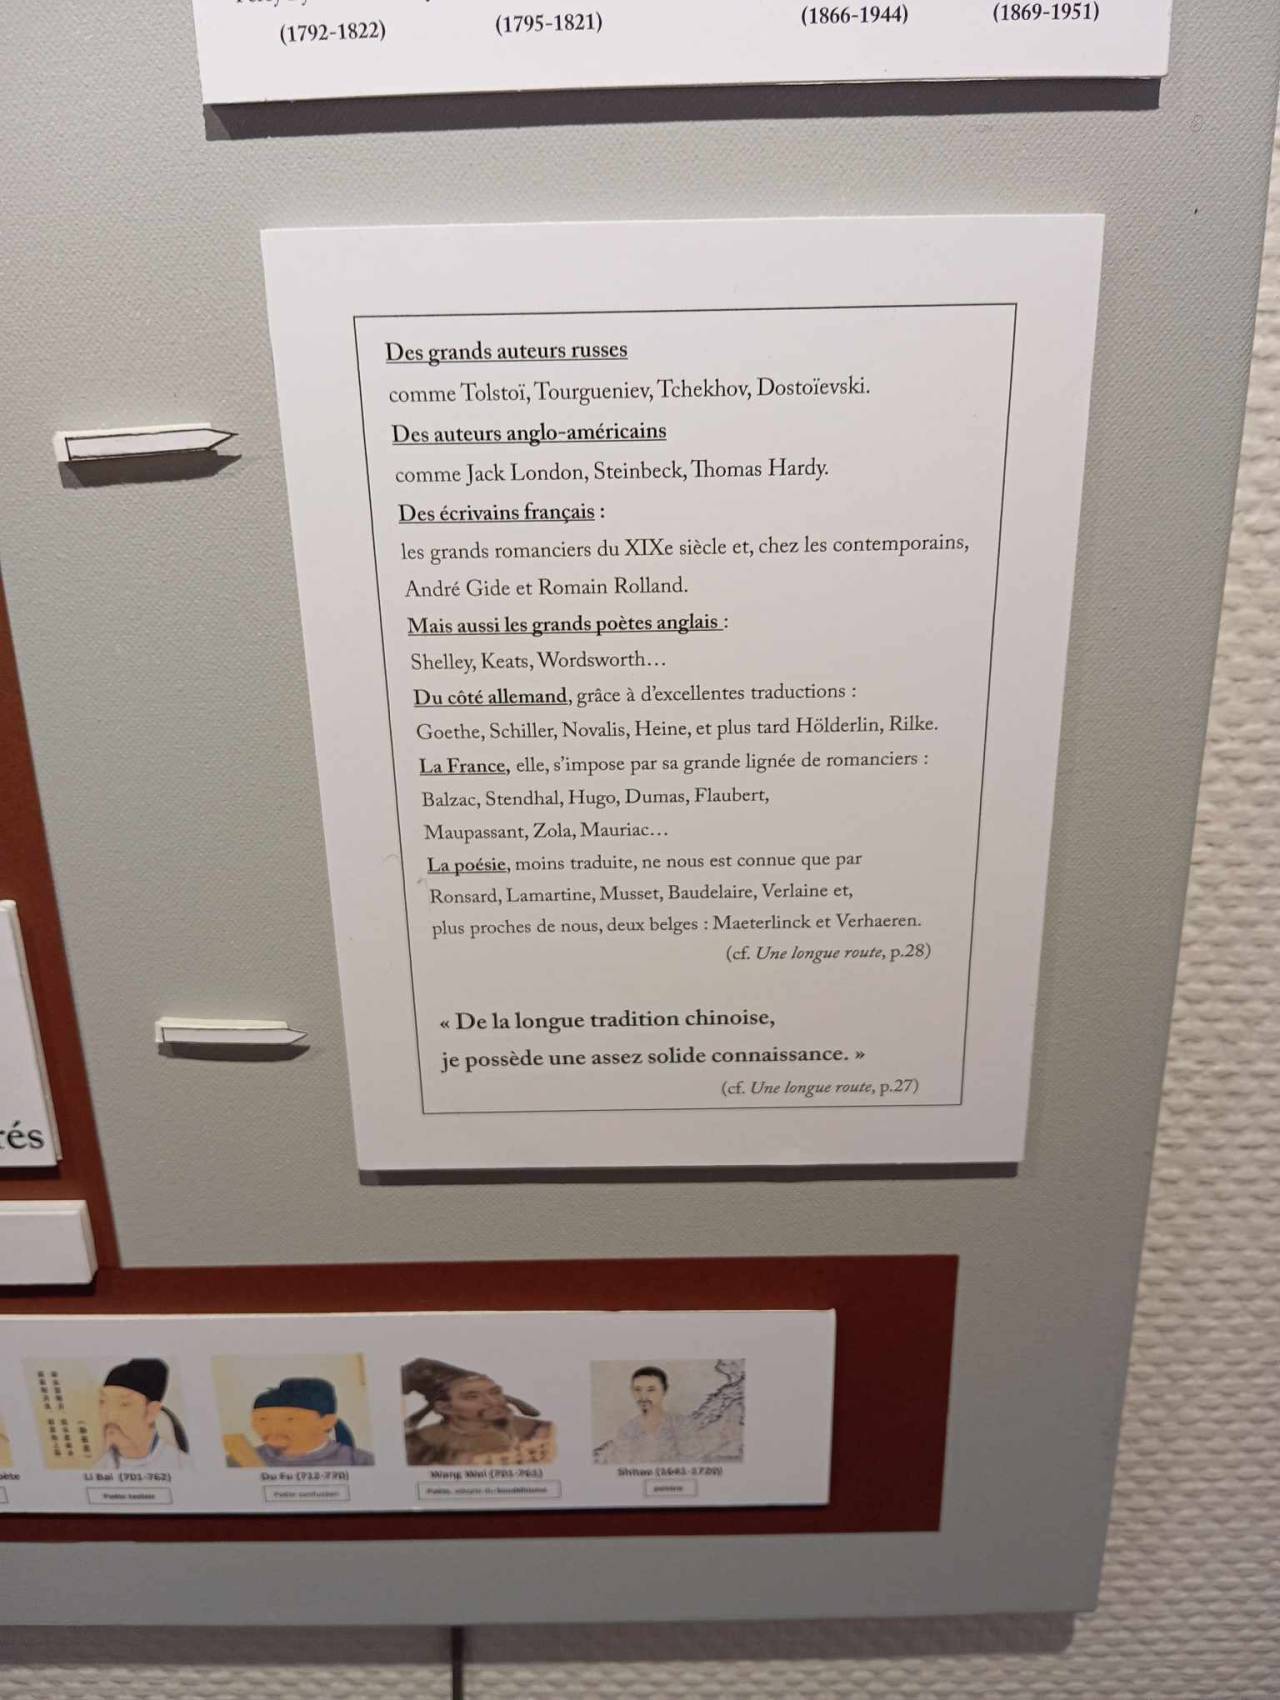 (1792-1822)
(1795-1821)
(1866-1944)
(1869-1951)
Des grands auteurs russes
comme Tolstoï, Tourgueniev, Tchekhov, Dostoïevski.
Des auteurs anglo-américains
comme Jack London, Steinbeck, Thomas Hardy.
Des écrivains français :
les grands romanciers du XIXe siècle et, chez les contemporains,
André Gide et Romain Rolland.
Mais aussi les grands poètes anglais :
Shelley, Keats, Wordsworth…
Du côté allemand, grâce à d'excellentes traductions :
Goethe, Schiller, Novalis, Heine, et plus tard Hölderlin, Rilke.
La France, elle, s'impose par sa grande lignée de romanciers :
Balzac, Stendhal, Hugo, Dumas, Flaubert,
Maupassant, Zola, Mauriac…
La poésie, moins traduite, ne nous est connue que par
Ronsard, Lamartine, Musset, Baudelaire, Verlaine et,
plus proches de nous, deux belges : Maeterlinck et Verhaeren.
(cf. Une longue route, p.28)
« De la longue tradition chinoise,
je possède une assez solide connaissance. »
(cf. Une longue route, p.27)
rés
Li Bai (701-762)
Du Fu (712-770)
Wang Wei (701-761)
Poète taoïste
peintre